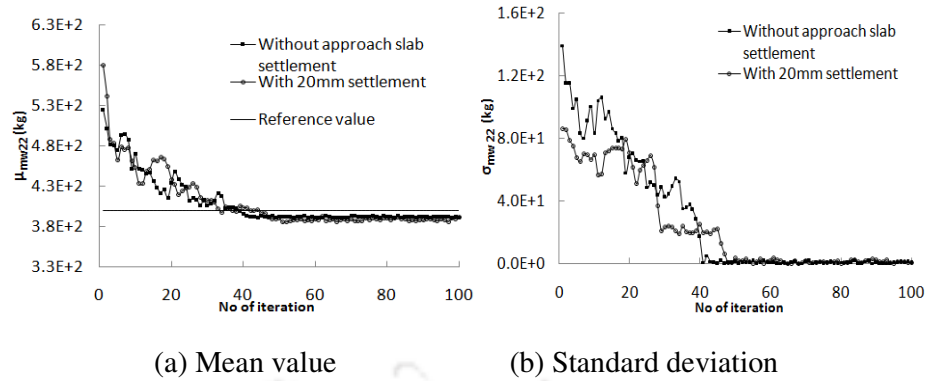 6.3E+2
5.8E+2
5.3E+2
4.8E+2
4.3E+2
3.8E+2
3.3E+2
μmw22 (kg)
Without approach slab
settlement
With 20mm settlement
Reference value
0
20
40
60
80
100
No of iteration
(a) Mean value
1.6E+2
1.2E+2
8.0E+1
4.0E+1
0.0E+0
σmw 22 (kg)
Without approach slab
settlement
With 20mm settlement
0
20
40
60
80
100
No of iteration
(b) Standard deviation